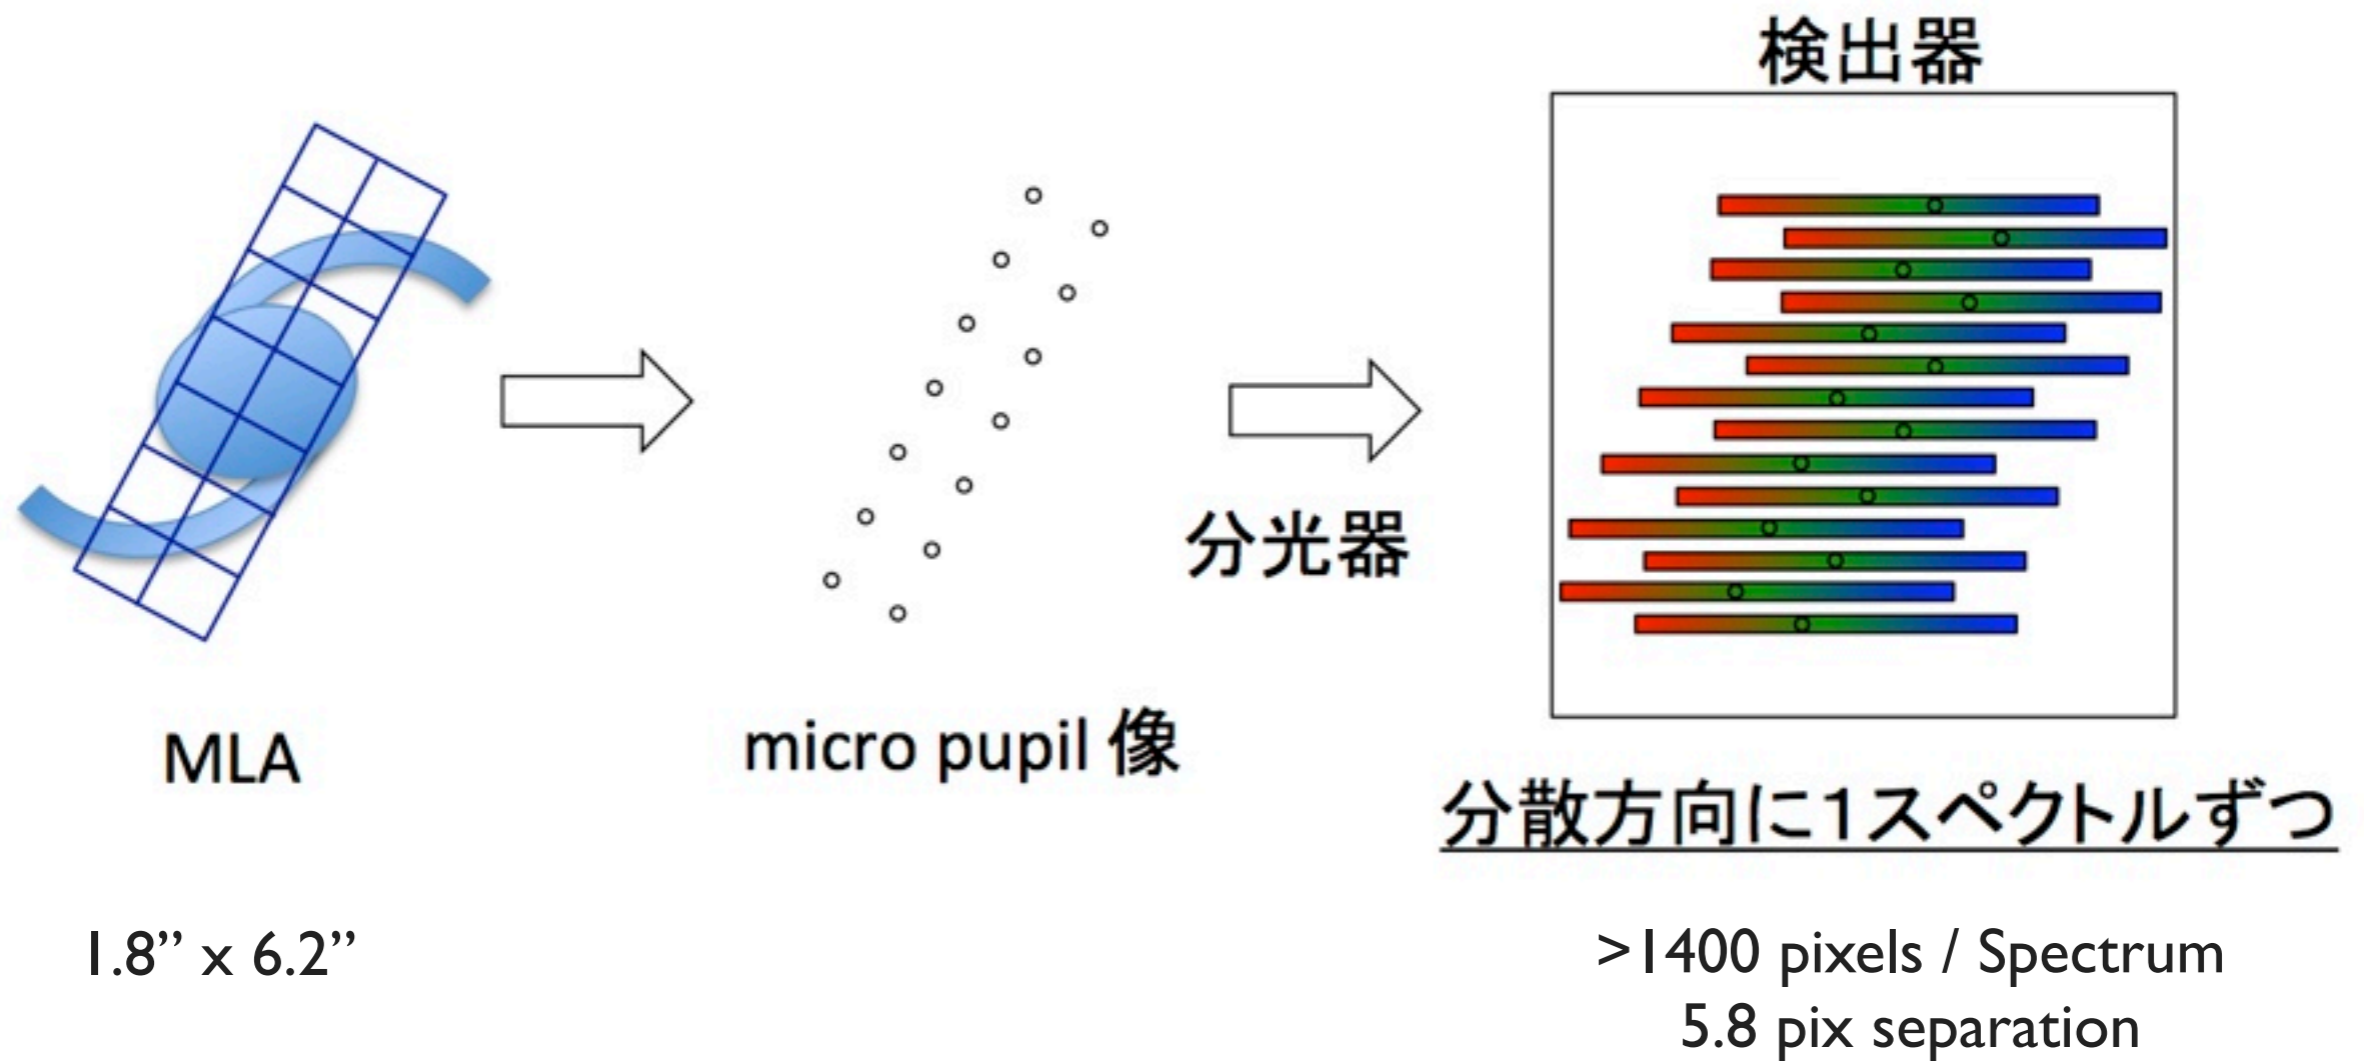 検出器
分光器
MLA
micro pupil 像
分散方向に1スペクトルずつ
1.8” x 6.2”
>1400 pixels / Spectrum
5.8 pix separation